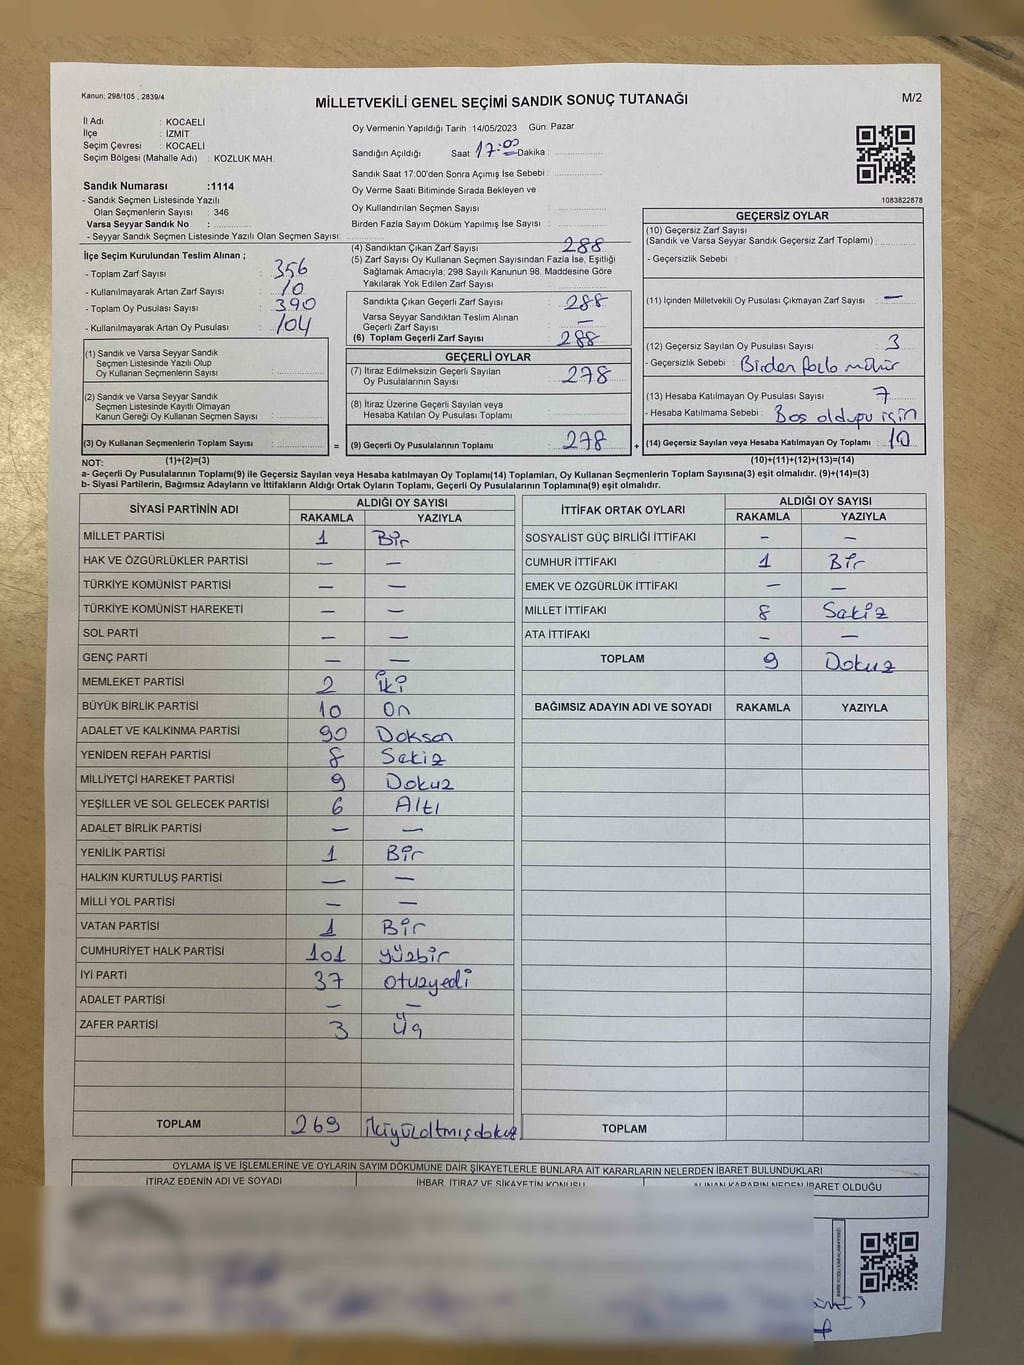 Kanun; 298/105 , 2839/4
MİLLETVEKİLİ GENEL SEÇİMİ SANDIK SONUÇ TUTANAĞI
M/2
İl Adı : KOCAELİ
İlçe : İZMİT
Seçim Çevresi : KOCAELİ
Seçim Bölgesi (Mahalle Adı) : KOZLUK MAH.
Sandık Numarası :1114
- Sandık Seçmen Listesinde Yazılı
Olan Seçmenlerin Sayısı : 346
Varsa Seyyar Sandık No :
- Seyyar Sandık Seçmen Listesinde Yazılı Olan Seçmen Sayısı:
İlçe Seçim Kurulundan Teslim Alınan ;
- Toplam Zarf Sayısı : 356
- Kullanılmayarak Artan Zarf Sayısı : 10
- Toplam Oy Pusulası Sayısı : 390
- Kullanılmayarak Artan Oy Pusulası : 104
(1) Sandık ve Varsa Seyyar Sandık
Seçmen Listesinde Yazılı Olup
Oy Kullanan Seçmenlerin Sayısı :
(2) Sandık ve Varsa Seyyar Sandık
Seçmen Listesinde Kayıtlı Olmayan
Kanun Gereği Oy Kullanan Seçmen Sayısı :
(3) Oy Kullanan Seçmenlerin Toplam Sayısı :
Oy Vermenin Yapıldığı Tarih :14/05/2023 Gün: Pazar
Sandığın Açıldığı Saat: 17:00 Dakika :
Sandık Saat 17:00'den Sonra Açımış İse Sebebi :
Oy Verme Saati Bitiminde Sırada Bekleyen ve
Oy Kullandırılan Seçmen Sayısı :
Birden Fazla Sayım Döküm Yapılmış İse Sayısı :
(4) Sandıktan Çıkan Zarf Sayısı : 288
(5) Zarf Sayısı Oy Kullanan Seçmen Sayısından Fazla İse, Eşitliği
Sağlamak Amacıyla; 298 Sayılı Kanunun 98. Maddesine Göre
Yakılarak Yok Edilen Zarf Sayısı :
Sandıkta Çıkan Geçerli Zarf Sayısı : 288
Varsa Seyyar Sandıktan Teslim Alınan
Geçerli Zarf Sayısı : —
(6) Toplam Geçerli Zarf Sayısı : 288
GEÇERLİ OYLAR
(7) İtiraz Edilmeksizin Geçerli Sayılan
Oy Pusulalarının Sayısı : 278
(8) İtiraz Üzerine Geçerli Sayılan veya
Hesaba Katılan Oy Pusulası Toplamı :
= (9) Geçerli Oy Pusulalarının Toplamı : 278
1083822878
GEÇERSİZ OYLAR
(10) Geçersiz Zarf Sayısı
(Sandık ve Varsa Seyyar Sandık Geçersiz Zarf Toplamı) :
- Geçersizlik Sebebi :
(11) İçinden Milletvekili Oy Pusulası Çıkmayan Zarf Sayısı : —
(12) Geçersiz Sayılan Oy Pusulası Sayısı : 3
- Geçersizlik Sebebi : Birden fazla mühür
(13) Hesaba Katılmayan Oy Pusulası Sayısı : 7
- Hesaba Katılmama Sebebi : Boş olduğu için
+ (14) Geçersiz Sayılan veya Hesaba Katılmayan Oy Toplamı : 10
NOT: (1)+(2)=(3)
(10)+(11)+(12)+(13)=(14)
a- Geçerli Oy Pusulalarının Toplamı(9) ile Geçersiz Sayılan veya Hesaba katılmayan Oy Toplamı(14) Toplamları, Oy Kullanan Seçmenlerin Toplam Sayısına(3) eşit olmalıdır. (9)+(14)=(3)
b- Siyasi Partilerin, Bağımsız Adayların ve İttifakların Aldığı Ortak Oyların Toplamı, Geçerli Oy Pusulalarının Toplamına(9) eşit olmalıdır.
SİYASİ PARTİNİN ADI ALDIĞI OY SAYISI
RAKAMLA YAZIYLA
MİLLET PARTİSİ 1 Bir
HAK VE ÖZGÜRLÜKLER PARTİSİ — —
TÜRKİYE KOMÜNİST PARTİSİ — —
TÜRKİYE KOMÜNİST HAREKETİ — —
SOL PARTİ — —
GENÇ PARTİ — —
MEMLEKET PARTİSİ 2 iki
BÜYÜK BİRLİK PARTİSİ 10 On
ADALET VE KALKINMA PARTİSİ 90 Doksan
YENİDEN REFAH PARTİSİ 8 Sekiz
MİLLİYETÇİ HAREKET PARTİSİ 9 Dokuz
YEŞİLLER VE SOL GELECEK PARTİSİ 6 Altı
ADALET BİRLİK PARTİSİ — —
YENİLİK PARTİSİ 1 Bir
HALKIN KURTULUŞ PARTİSİ — —
MİLLİ YOL PARTİSİ — —
VATAN PARTİSİ 1 Bir
CUMHURİYET HALK PARTİSİ 101 yüzbir
İYİ PARTİ 37 otuzyedi
ADALET PARTİSİ — —
ZAFER PARTİSİ 3 Üç
TOPLAM 269 ikiyüzaltmışdokuz
İTTİFAK ORTAK OYLARI ALDIĞI OY SAYISI
RAKAMLA YAZIYLA
SOSYALİST GÜÇ BİRLİĞİ İTTİFAKI — —
CUMHUR İTTİFAKI 1 Bir
EMEK VE ÖZGÜRLÜK İTTİFAKI — —
MİLLET İTTİFAKI 8 Sekiz
ATA İTTİFAKI — —
TOPLAM 9 Dokuz
BAĞIMSIZ ADAYIN ADI VE SOYADI RAKAMLA YAZIYLA
TOPLAM
OYLAMA İŞ VE İŞLEMLERİNE VE OYLARIN SAYIM DÖKÜMÜNE DAİR ŞİKAYETLERLE BUNLARA AİT KARARLARIN NELERDEN İBARET BULUNDUKLARI
İTİRAZ EDENİN ADI VE SOYADI İHBAR, İTİRAZ VE ŞİKAYETİN KONUSU ALINAN KARARIN NEDEN İBARET OLDUĞU